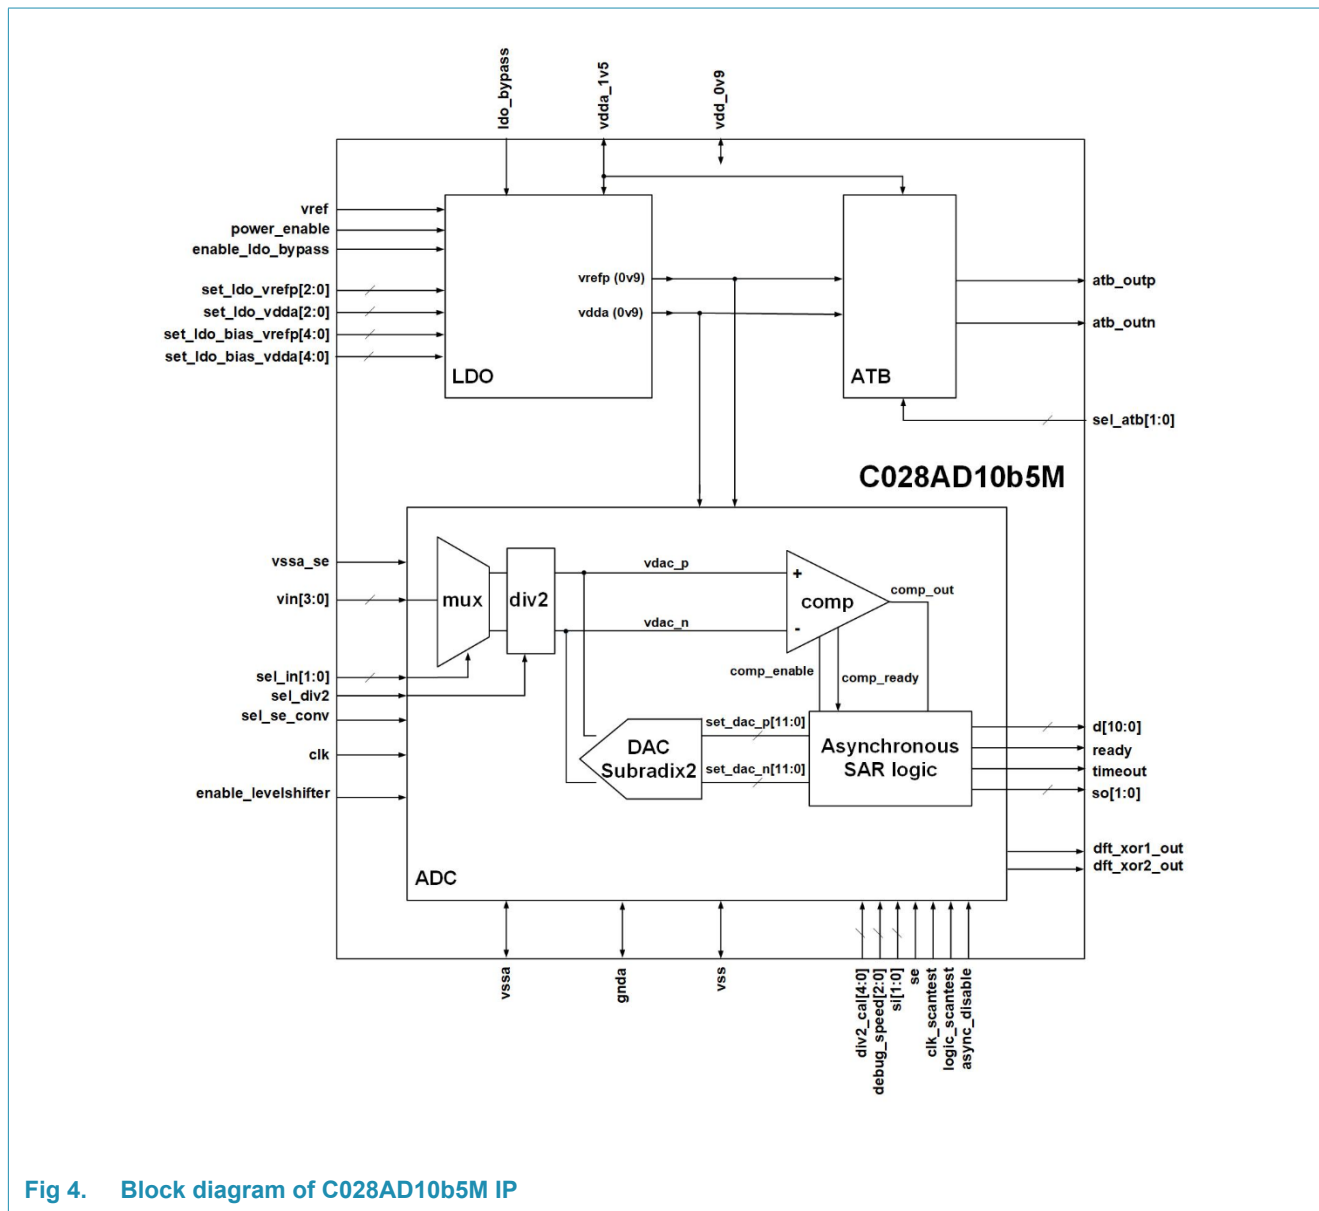 ldo_bypass
vdda_1v5
vdd_0v9
vref
power_enable
enable_ldo_bypass
set_ldo_vrefp[2:0]
set_ldo_vdda[2:0]
set_ldo_bias_vrefp[4:0]
set_ldo_bias_vdda[4:0]
vrefp (0v9)
vdda (0v9)
LDO
ATB
atb_outp
atb_outn
sel_atb[1:0]
C028AD10b5M
vssa_se
vin[3:0]
sel_in[1:0]
sel_div2
sel_se_conv
clk
enable_levelshifter
mux
div2
vdac_p
vdac_n
+
comp
-
comp_out
comp_enable
comp_ready
set_dac_p[11:0]
set_dac_n[11:0]
DAC
Subradix2
Asynchronous
SAR logic
d[10:0]
ready
timeout
so[1:0]
dft_xor1_out
dft_xor2_out
ADC
vssa
gnda
vss
div2_cal[4:0]
debug_speed[2:0]
si[1:0]
se
clk_scantest
logic_scantest
async_disable
Fig 4. Block diagram of C028AD10b5M IP